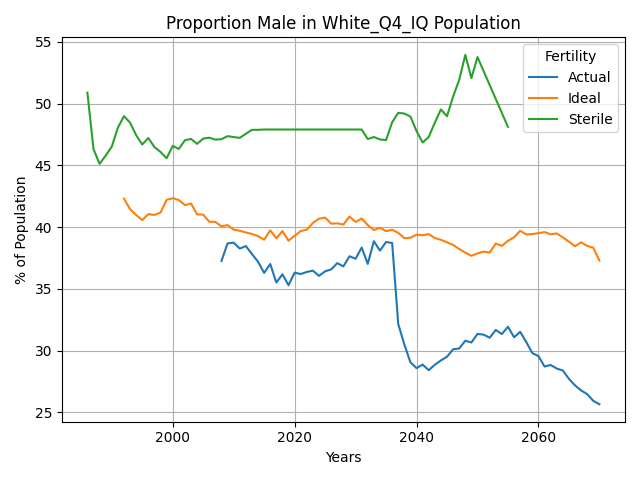 Proportion Male in White_Q4_IQ Population
% of Population
55
50
45
40
35
30
25
2000
2020
2040
2060
Years
Fertility
Actual
Ideal
Sterile